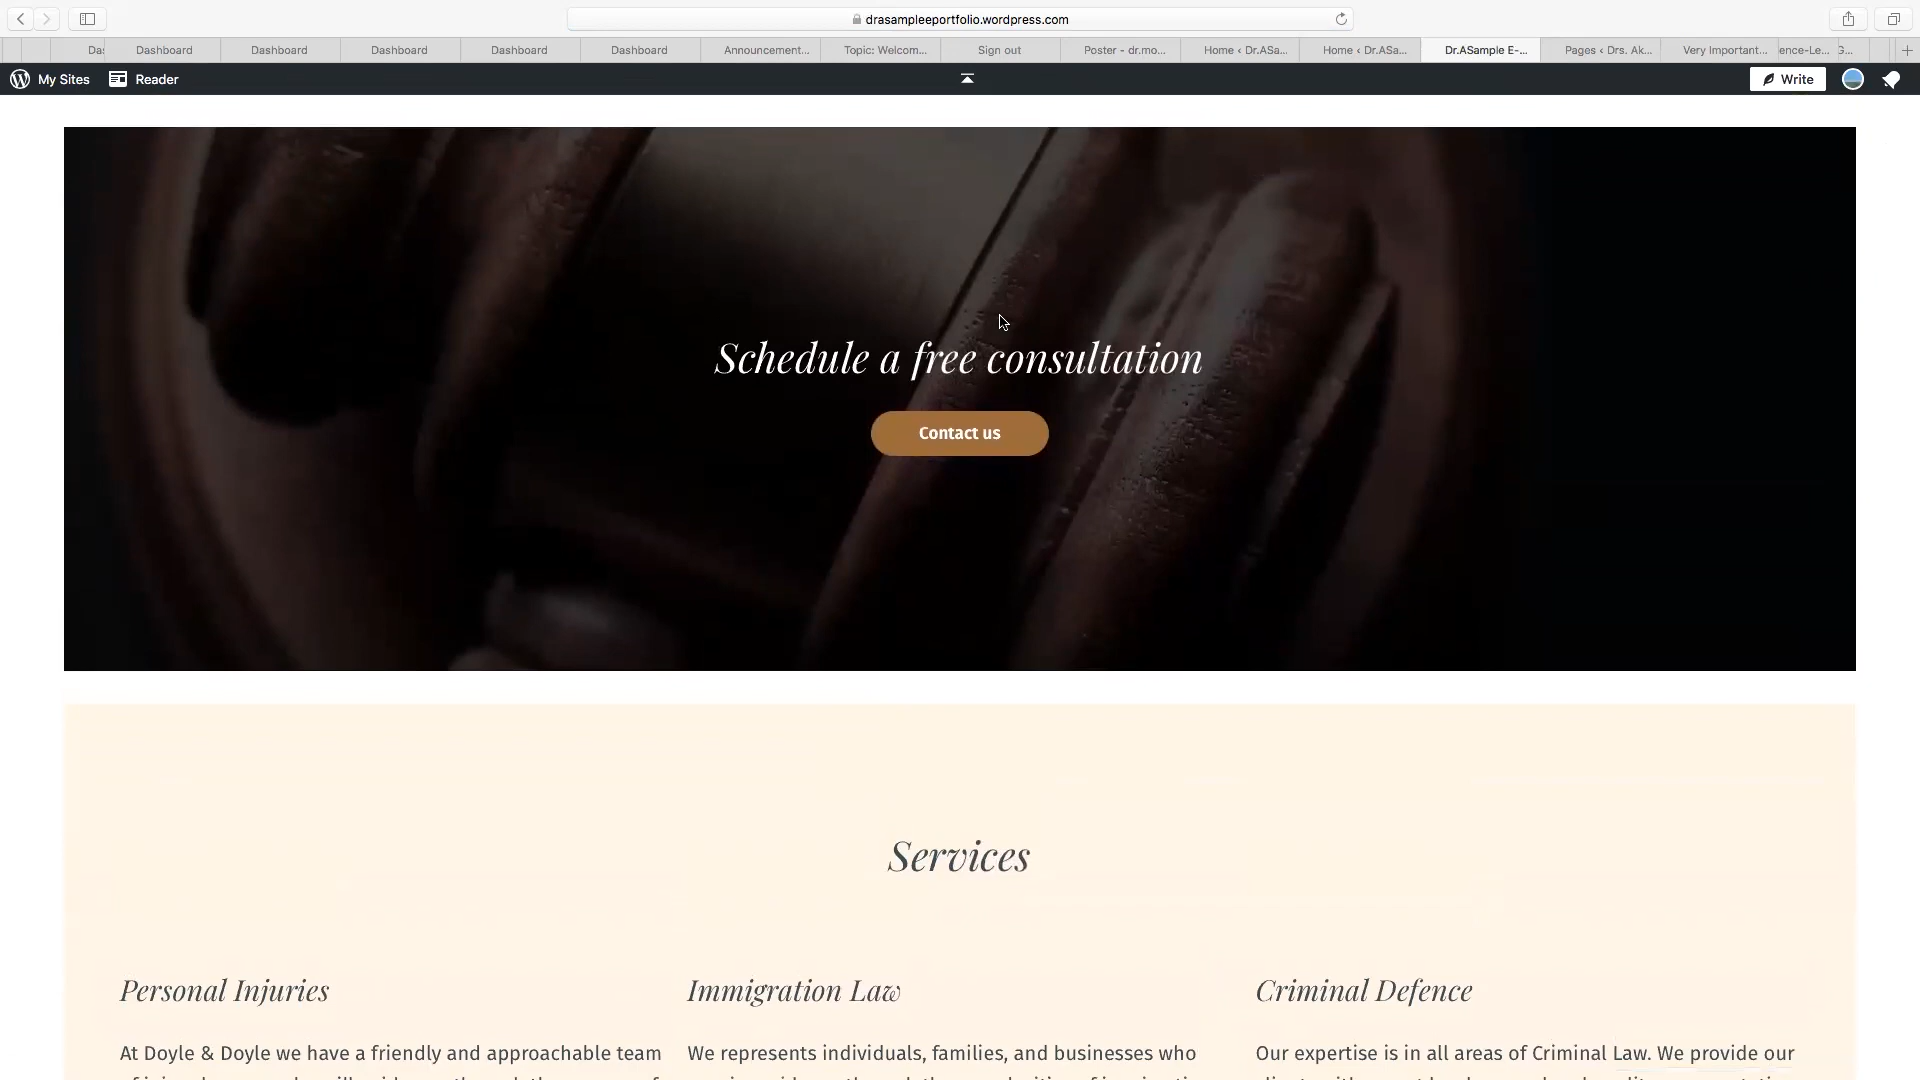 drasampleeportfolio.wordpress.com
Das Dashboard Dashboard Dashboard Dashboard Dashboard Announcement... Topic: Welcom... Sign out Poster - dr.mo... Home ‹ Dr.ASa... Home ‹ Dr.ASa... Dr.ASample E-... Pages ‹ Drs. Ak... Very Important... ence-Le...
My Sites Reader Write
Schedule a free consultation
Contact us
Services
Personal Injuries Immigration Law Criminal Defence
At Doyle & Doyle we have a friendly and approachable team We represents individuals, families, and businesses who Our expertise is in all areas of Criminal Law. We provide our